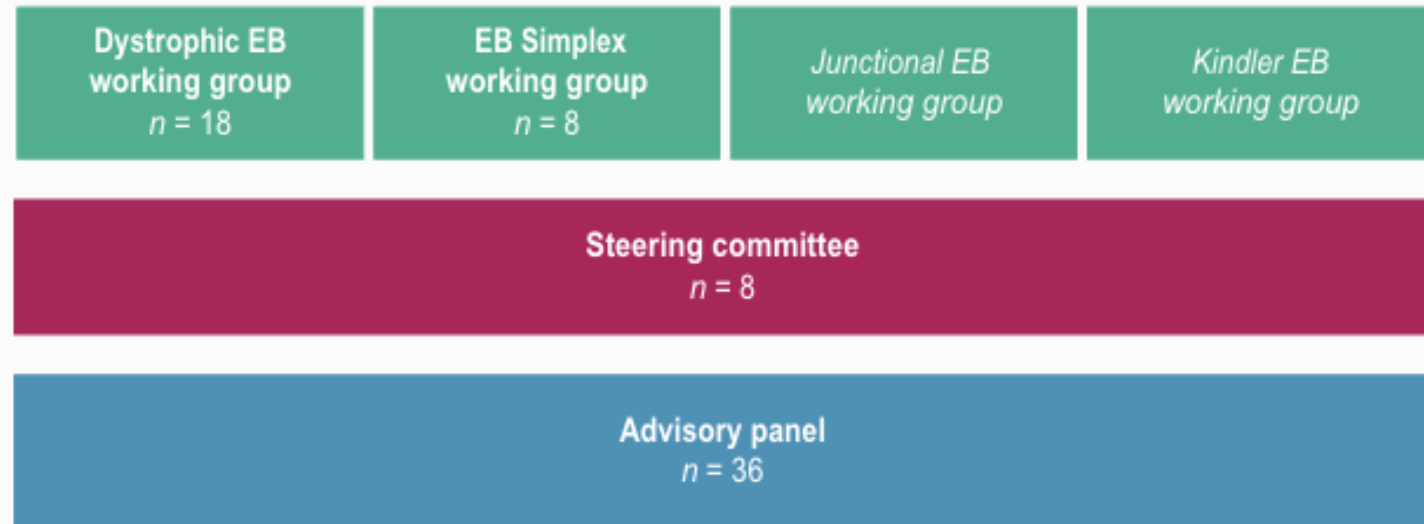 Dystrophic EB
working group
n = 18
EB Simplex
working group
n = 8
Junctional EB
working group
Kindler EB
working group
Steering committee
n = 8
Advisory panel
n = 36